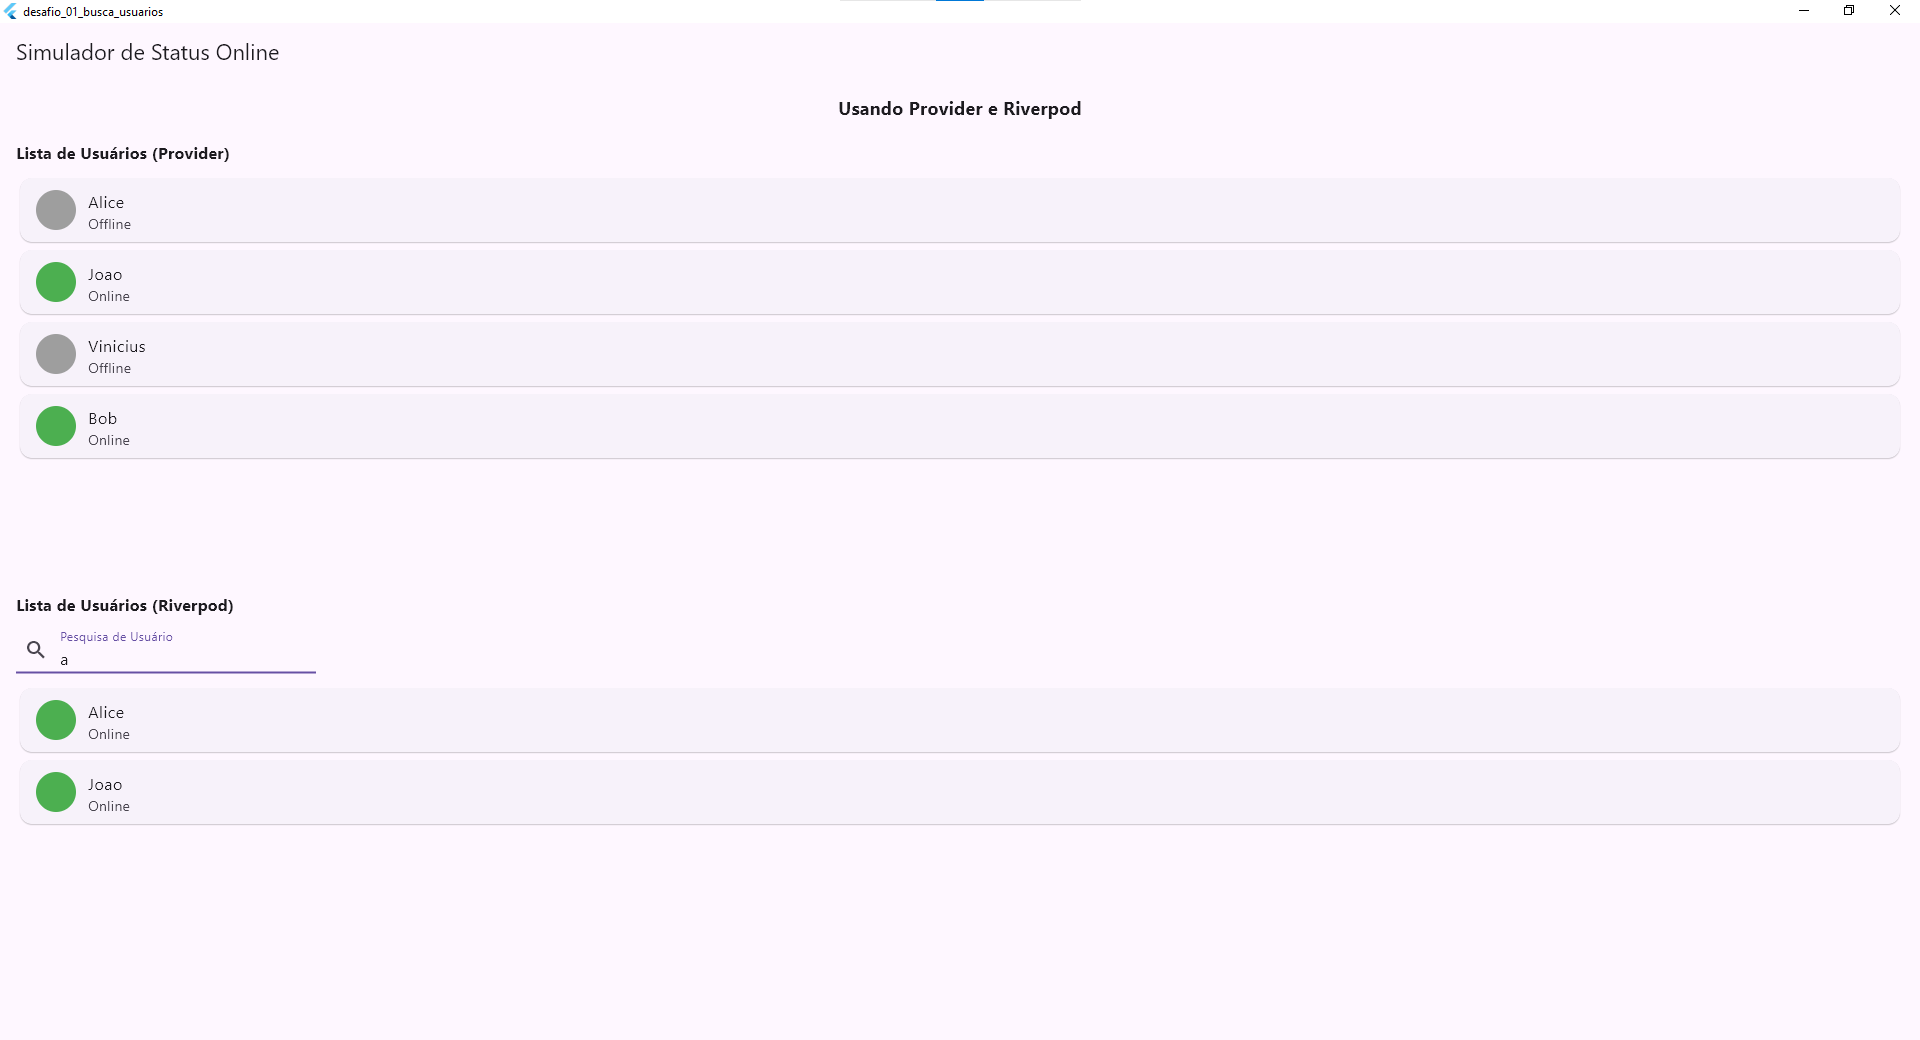 desafio_01_busca_usuarios
Simulador de Status Online
Usando Provider e Riverpod
Lista de Usuários (Provider)
Alice
Offline
Joao
Online
Vinicius
Offline
Bob
Online
Lista de Usuários (Riverpod)
Pesquisa de Usuário
a
Alice
Online
Joao
Online